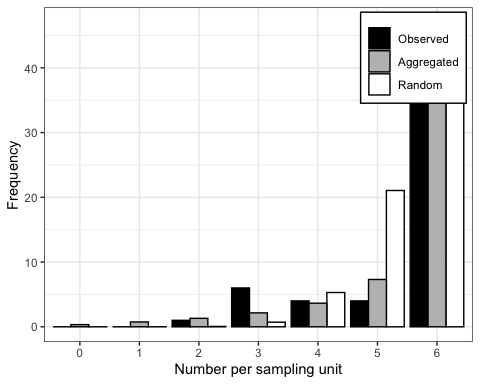 Observed
Aggregated
Random
40
30
20
10
0
Frequency
0 1 2 3 4 5 6
Number per sampling unit